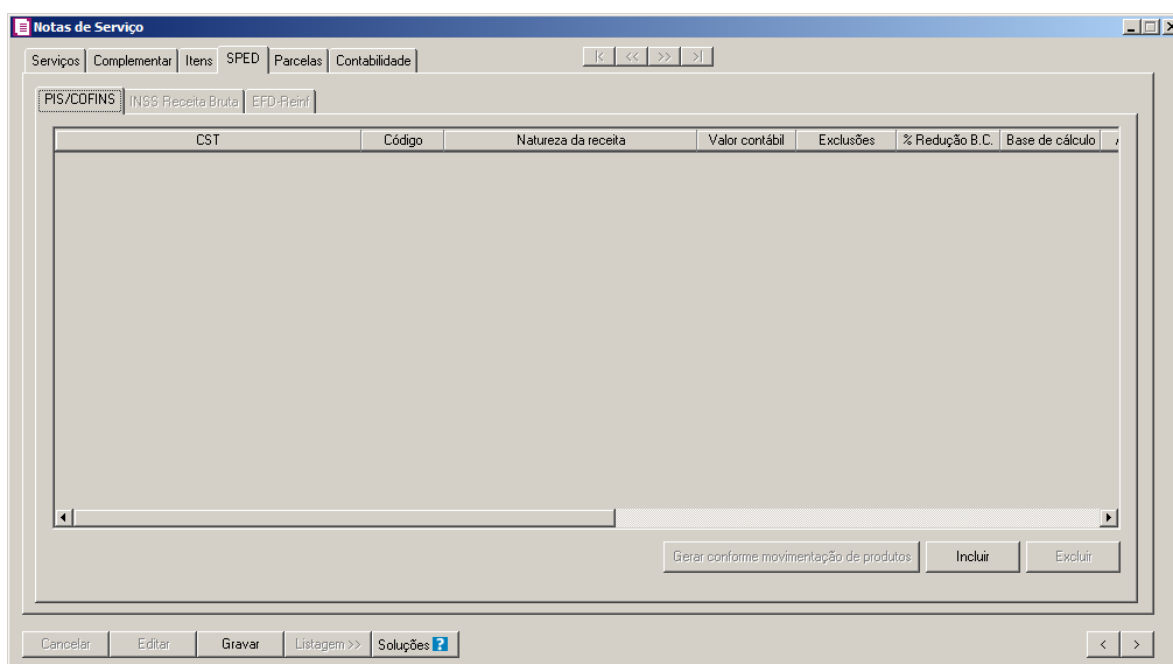 Notas de Serviço
Serviços Complementar Itens SPED Parcelas Contabilidade |< << >> >|
PIS/COFINS INSS Receita Bruta EFD-Reinf
CST Código Natureza da receita Valor contábil Exclusões % Redução B.C. Base de cálculo
Gerar conforme movimentação de produtos Incluir Excluir
Cancelar Editar Gravar Listagem >> Soluções ? < >